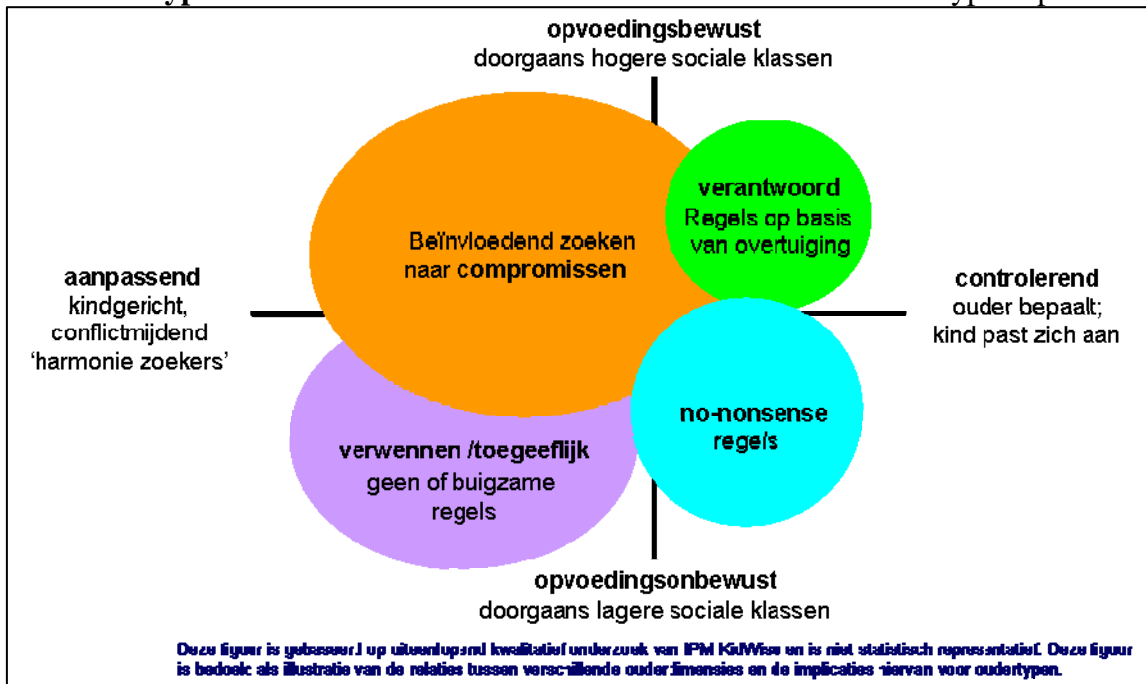 opvoedingsbewust
doorgaans hogere sociale klassen
verantwoord
Regels op basis
van overtuiging
Beïnvloedend zoeken
naar compromissen
aanpassend
kindgericht,
conflictmijdend
‘harmonie zoekers’
controlerend
ouder bepaalt;
kind past zich aan
no-nonsense
regels
verwennen /toegeeflijk
geen of buigzame
regels
opvoedingsonbewust
doorgaans lagere sociale klassen
Deze figuur is gebaseerd op uiteenlopend kwalitatief onderzoek van IPM KidWise en is niet statistisch representatief. Deze figuur
is bedoeld als illustratie van de relaties tussen verschillende ouderdimensies en de implicaties hiervan voor oudertypen.